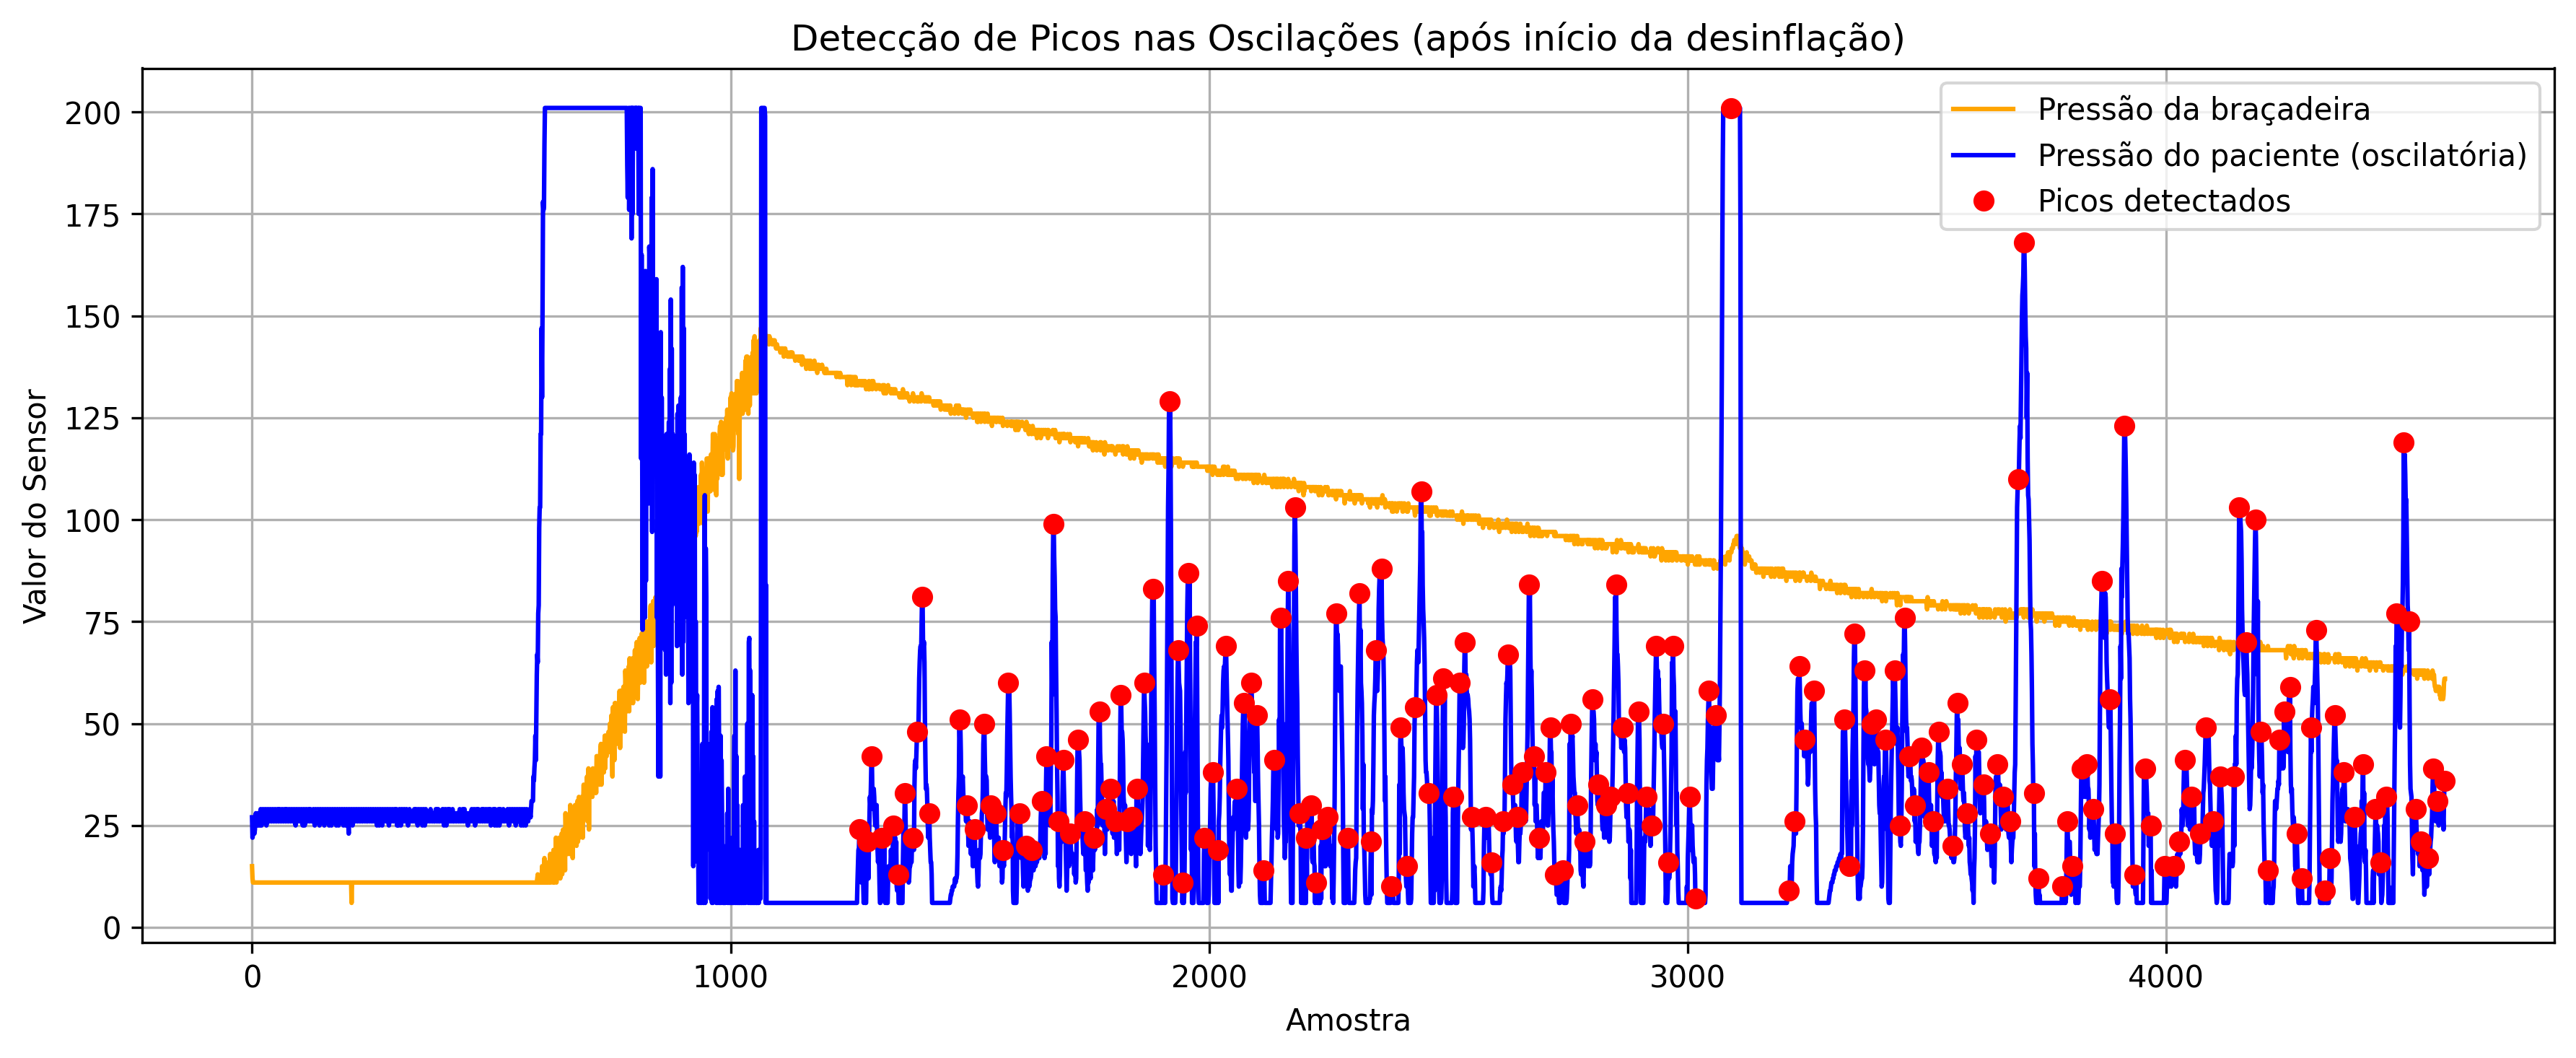 Detecção de Picos nas Oscilações (após início da desinflação)
Pressão da braçadeira
Pressão do paciente (oscilatória)
Picos detectados
Valor do Sensor
200
175
150
125
100
75
50
25
0
0 1000 2000 3000 4000
Amostra